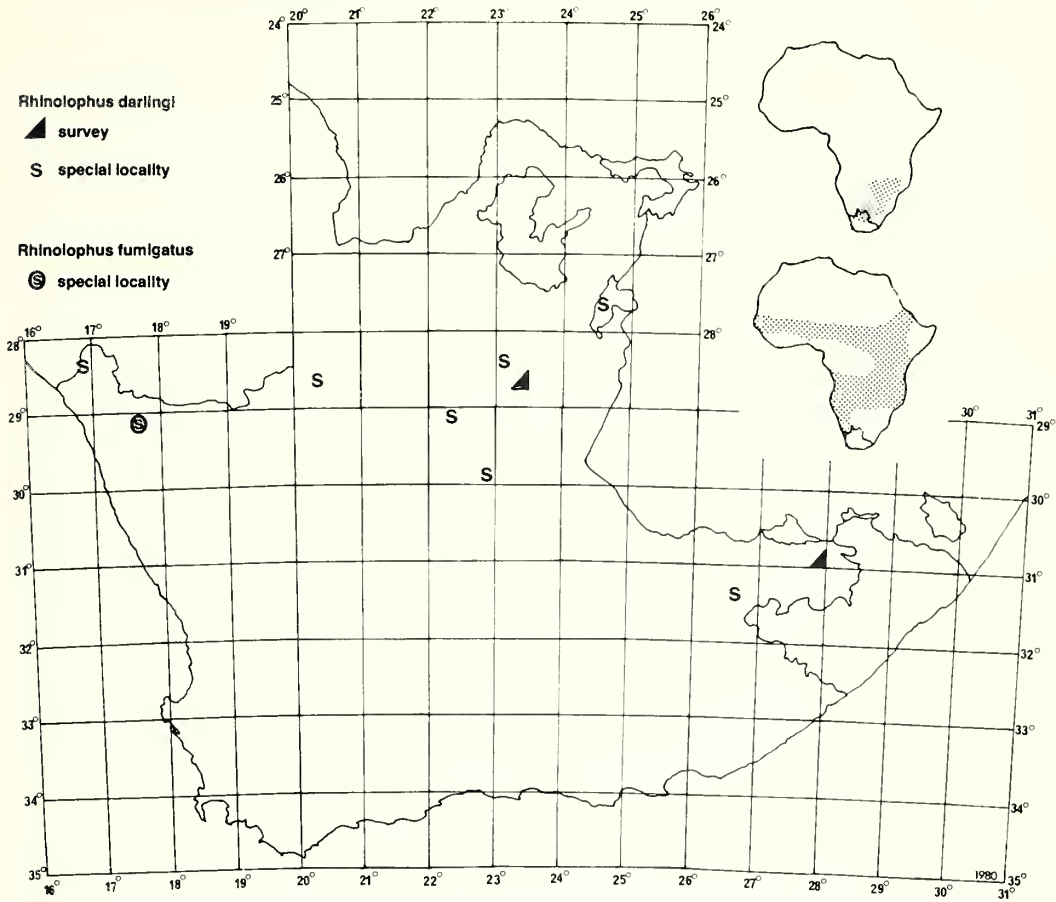 20° 21° 22° 23° 24° 25° 26°
24° 24°
Rhinolophus darlingi
survey
S special locality
25° 25°
26° 26°
Rhinolophus fumigatus
S special locality
27° 27°
S
16° 17° 18° 19°
28° 28°
S S S
29° S S 30° 31° 29°
S
30° 30°
31° 31°
S
32° 32°
33° 33°
34° 34°
35° 1980 35°
16° 17° 18° 19° 20° 21° 22° 23° 24° 25° 26° 27° 28° 29° 30° 31°